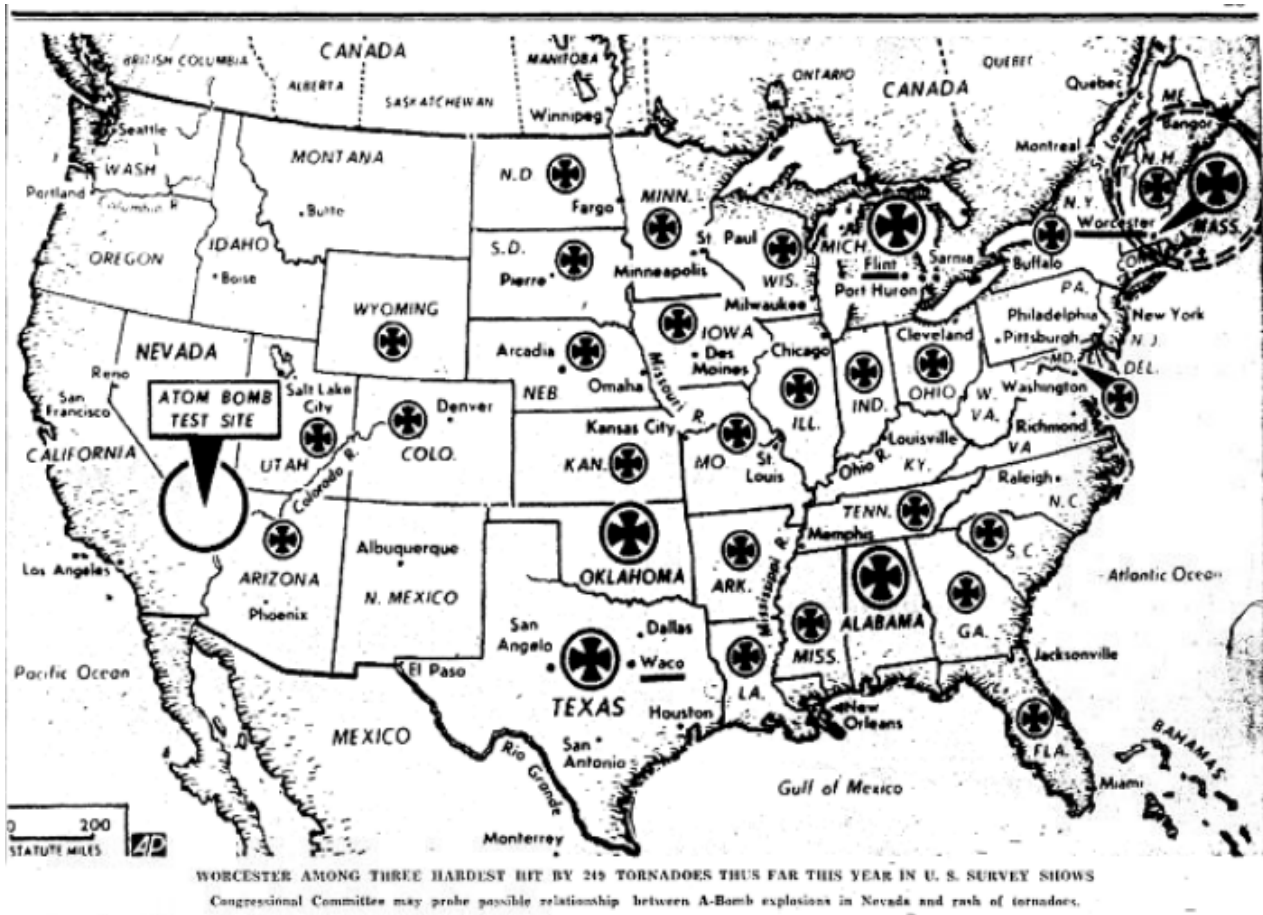 CANADA
CANADA
BRITISH COLUMBIA
ALBERTA
SASKATCHEWAN
MANITOBA
Winnipeg
ONTARIO
QUEBEC
Quebec
Montreal
St. Lawrence
ME.
Bangor
N.H.
MASS.
N.Y.
Worcester
Buffalo
Seattle
WASH
Portland
Columbia R.
OREGON
IDAHO
Boise
MONTANA
Butte
N.D
Fargo
S.D.
Pierre
MINN.
St. Paul
Minneapolis
WIS.
Milwaukee
MICH.
Flint
Port Huron
Sarnia
WYOMING
NEVADA
Reno
San Francisco
CALIFORNIA
ATOM BOMB
TEST SITE
Salt Lake
City
UTAH
Colorado R.
COLO.
Denver
Arcadia
NEB.
Omaha
IOWA
Des
Moines
Missouri
R.
Chicago
ILL.
IND.
Cleveland
OHIO
PA.
Philadelphia
Pittsburgh
New York
N.J.
MD.
DEL.
Washington
W.
VA.
Richmond
VA
Kansas City
KAN.
MO.
St.
Louis
Louisville
Ohio R.
KY.
Raleigh
N.C.
TENN.
Memphis
S.C.
Los Angeles
ARIZONA
Phoenix
Albuquerque
N. MEXICO
OKLAHOMA
ARK.
Mississippi R.
MISS.
ALABAMA
GA.
Atlantic Ocean
Pacific Ocean
El Paso
San
Angelo
Dallas
Waco
TEXAS
Houston
San
Antonio
LA.
New
Orleans
Jacksonville
FLA.
Miami
BAHAMAS
Gulf of Mexico
MEXICO
Rio Grande
Monterrey
0 200
STATUTE MILES
AP
WORCESTER AMONG THREE HARDEST HIT BY 249 TORNADOES THUS FAR THIS YEAR IN U. S. SURVEY SHOWS
Congressional Committee may probe possible relationship between A-Bomb explosions in Nevada and rash of tornadoes.